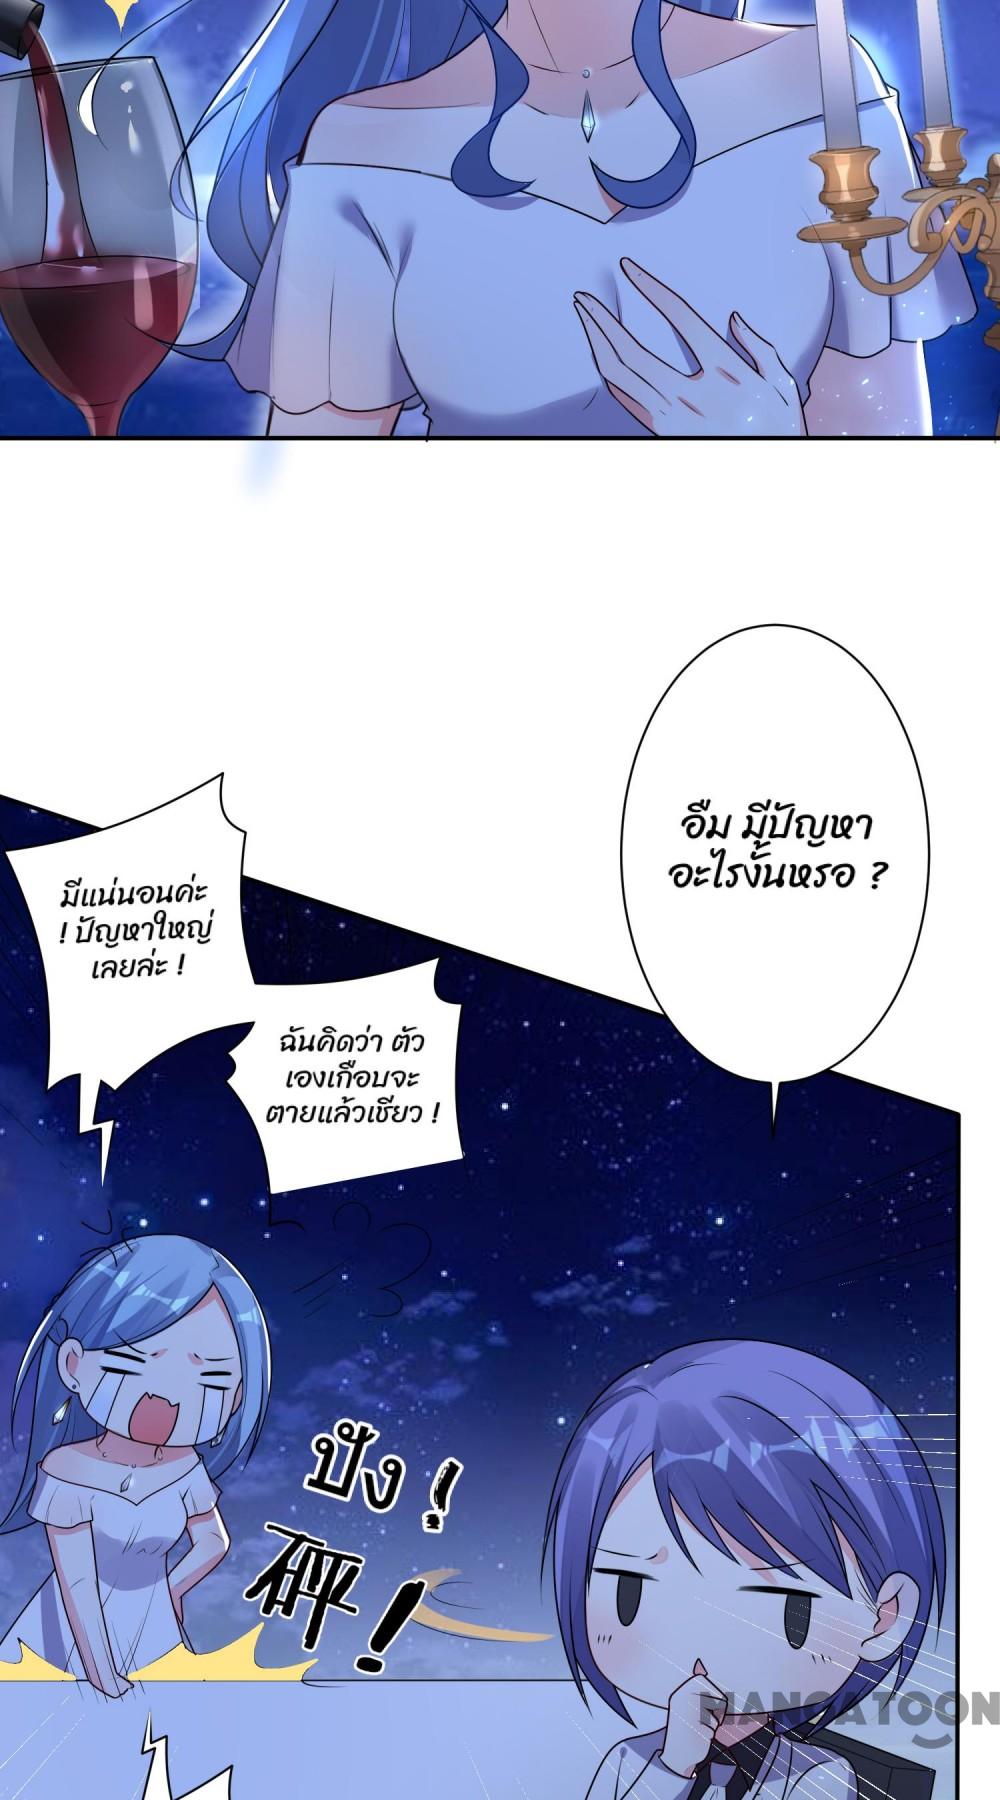 อืม มีปัญหา
อะไรงั้นหรอ ?
มีแน่นอนค่ะ
! ปัญหาใหญ่
เลยล่ะ !
ฉันคิดว่า ตัว
เองเกือบจะ
ตายแล้วเชียว !
ปัง !
砰!
MANGATOON